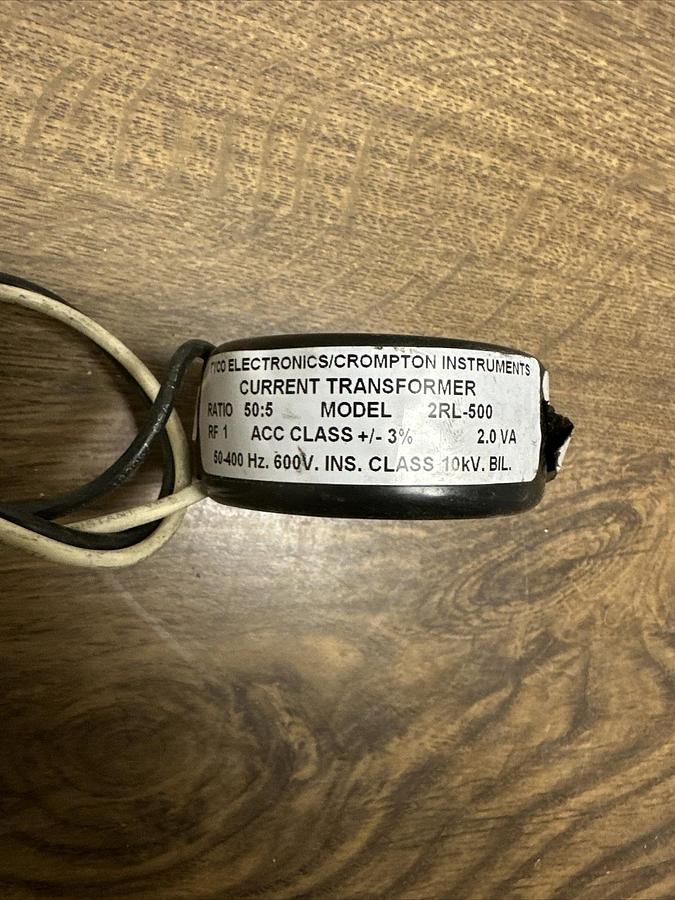 TYCO ELECTRONICS/CROMPTON INSTRUMENTS
CURRENT TRANSFORMER
RATIO 50:5 MODEL 2RL-500
RF 1 ACC CLASS +/- 3% 2.0 VA
50-400 Hz. 600V. INS. CLASS 10kV. BIL.